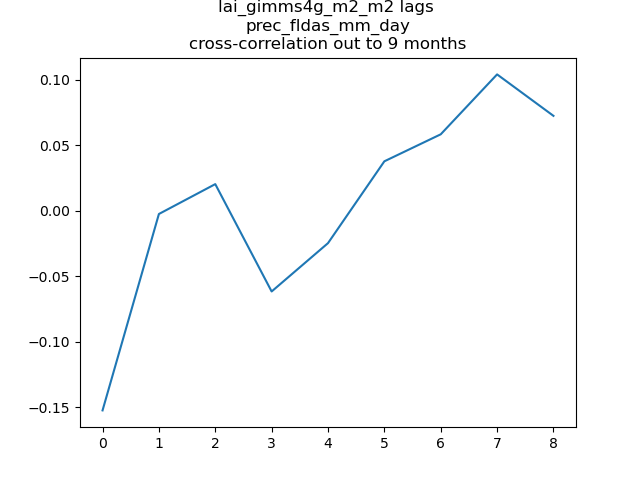 lai_gimms4g_m2_m2 lags
prec_fldas_mm_day
cross-correlation out to 9 months
0.10
0.05
0.00
−0.05
−0.10
−0.15
0 1 2 3 4 5 6 7 8